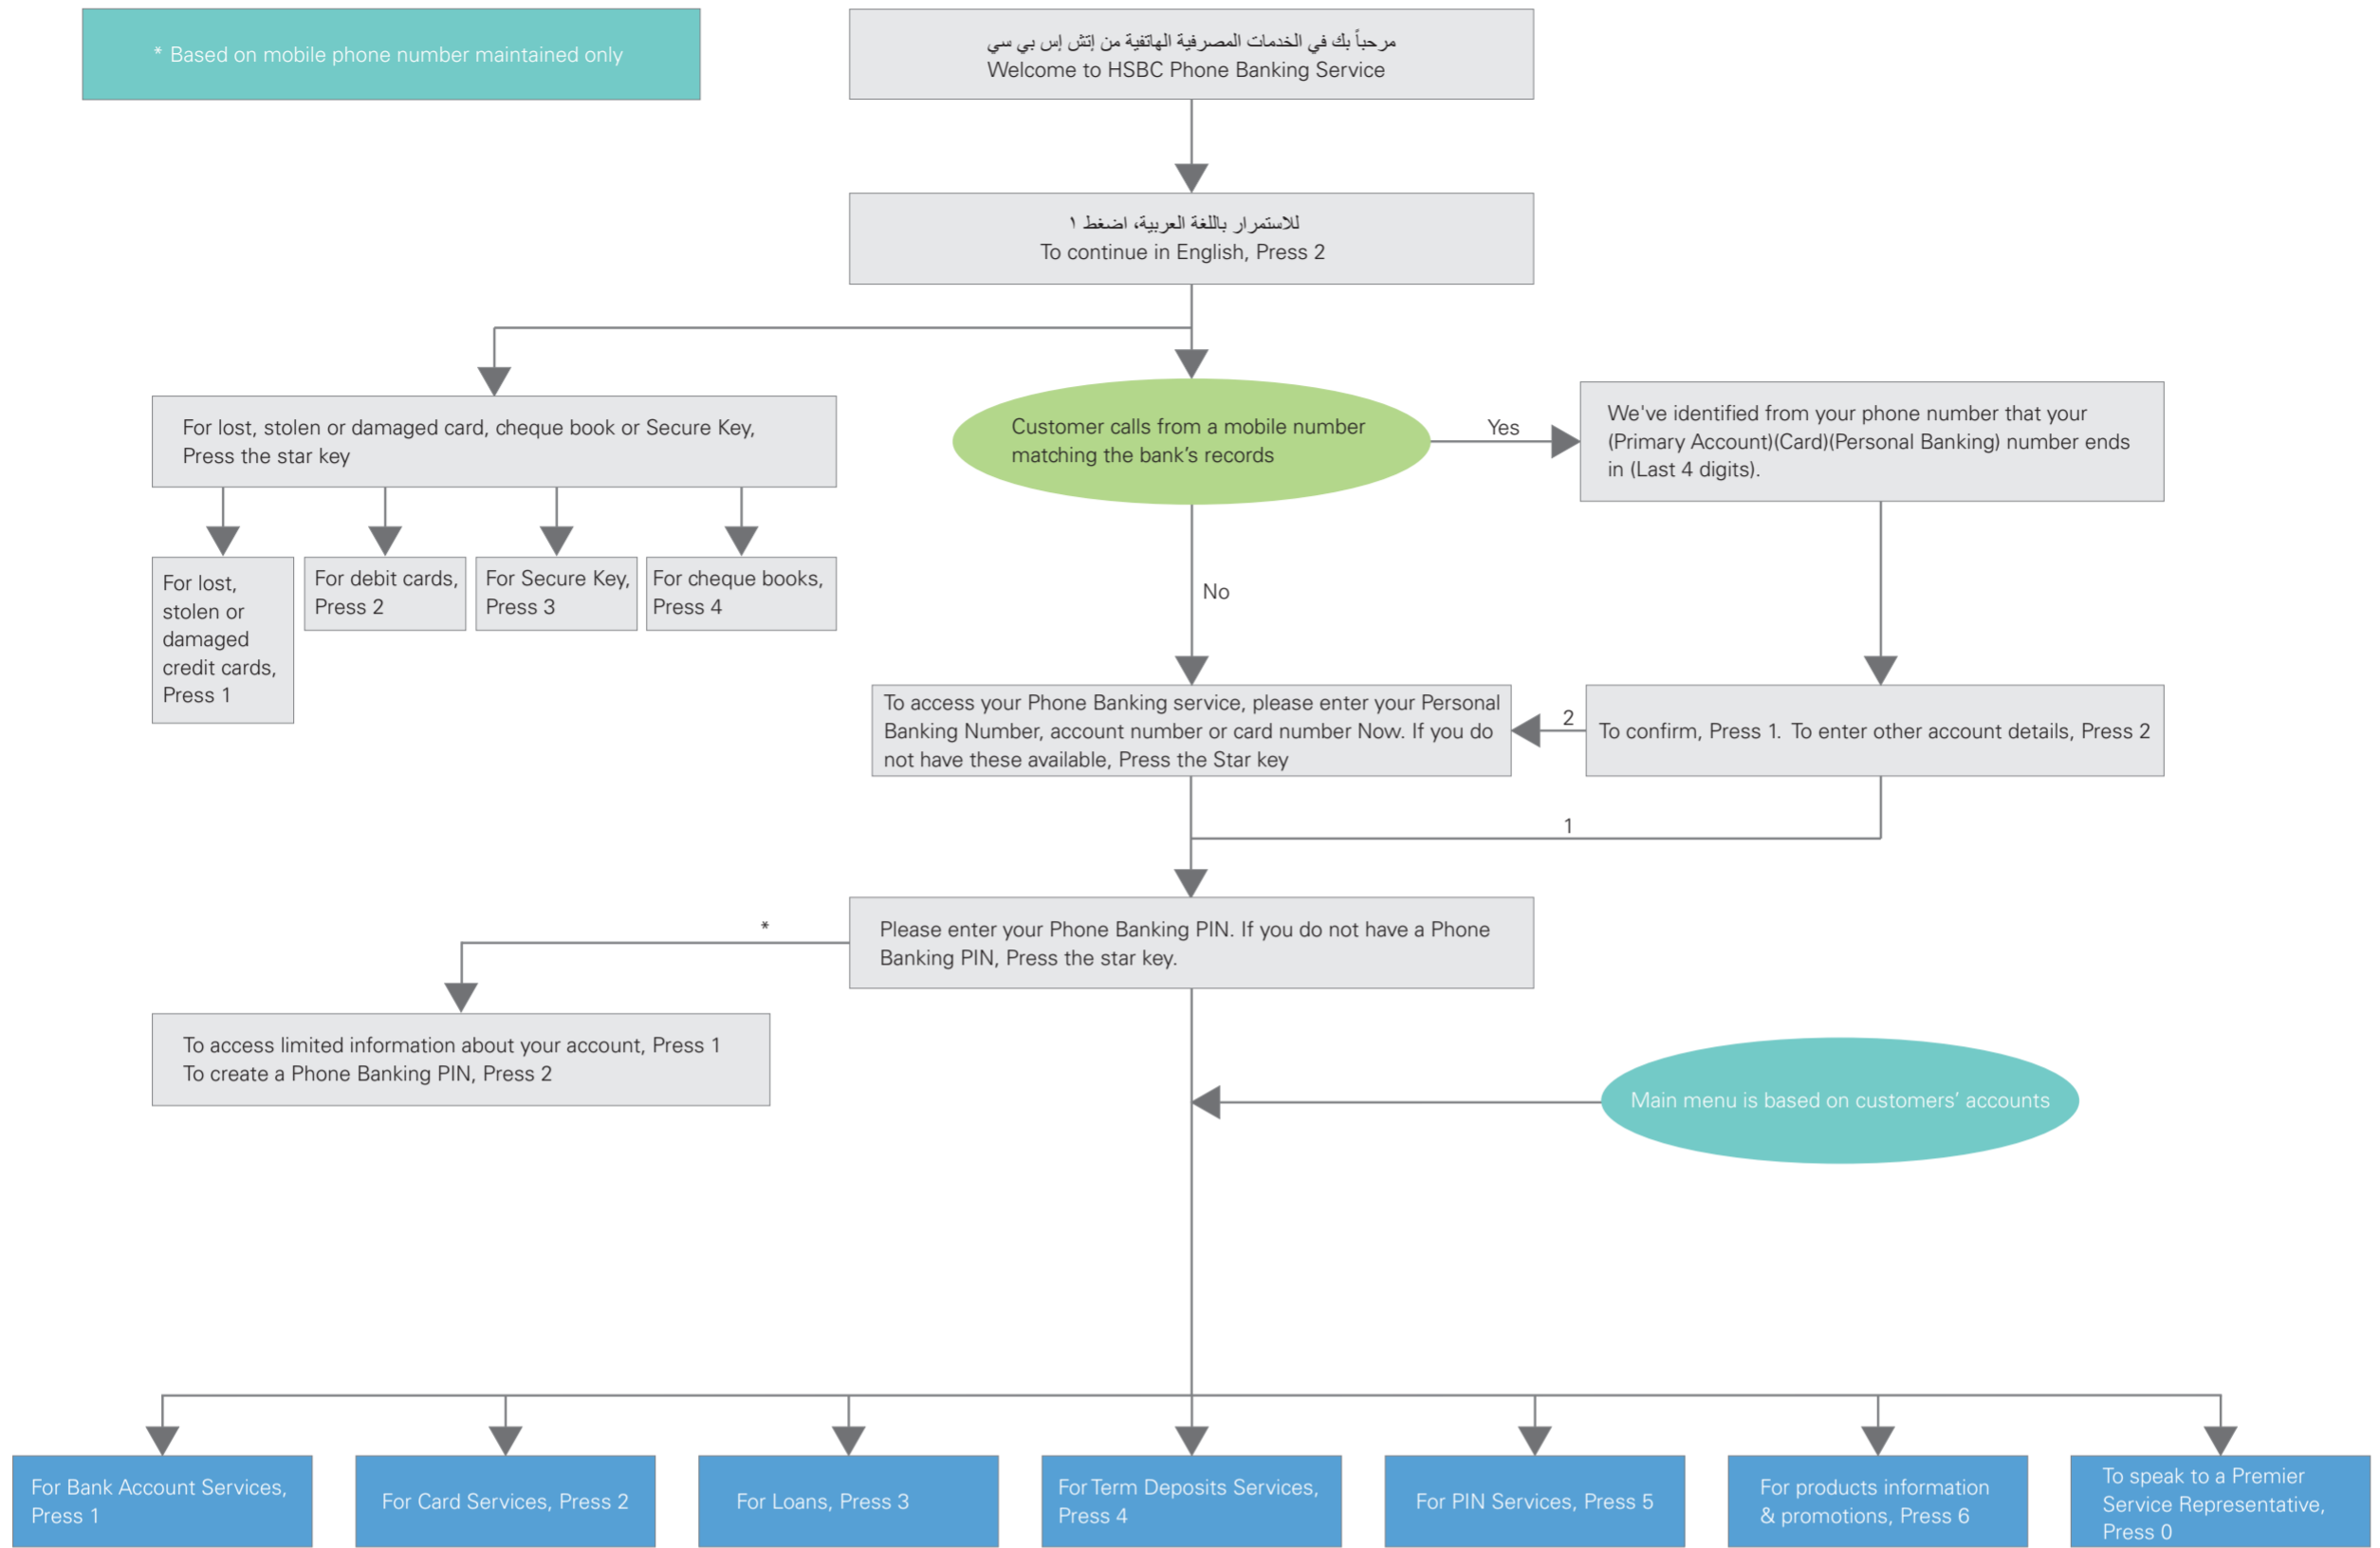 * Based on mobile phone number maintained only
مرحباً بك في الخدمات المصرفية الهاتفية من إتش إس بي سي
Welcome to HSBC Phone Banking Service
للاستمرار باللغة العربية، اضغط ١
To continue in English, Press 2
For lost, stolen or damaged card, cheque book or Secure Key,
Press the star key
Customer calls from a mobile number
matching the bank’s records
Yes
We've identified from your phone number that your
(Primary Account)(Card)(Personal Banking) number ends
in (Last 4 digits).
For lost,
stolen or
damaged
credit cards,
Press 1
For debit cards,
Press 2
For Secure Key,
Press 3
For cheque books,
Press 4
No
To access your Phone Banking service, please enter your Personal
Banking Number, account number or card number Now. If you do
not have these available, Press the Star key
2
To confirm, Press 1. To enter other account details, Press 2
1
Please enter your Phone Banking PIN. If you do not have a Phone
Banking PIN, Press the star key.
*
To access limited information about your account, Press 1
To create a Phone Banking PIN, Press 2
Main menu is based on customers’ accounts
For Bank Account Services,
Press 1
For Card Services, Press 2
For Loans, Press 3
For Term Deposits Services,
Press 4
For PIN Services, Press 5
For products information
& promotions, Press 6
To speak to a Premier
Service Representative,
Press 0